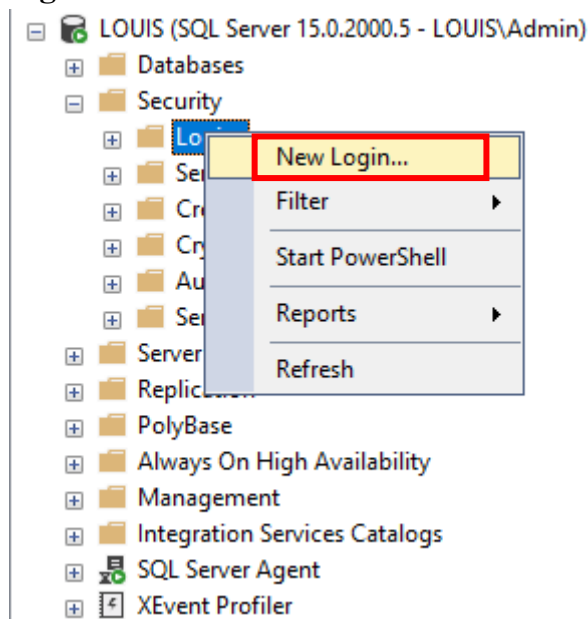 LOUIS (SQL Server 15.0.2000.5 - LOUIS\Admin)
Databases
Security
New Login...
Filter
Start PowerShell
Reports
Refresh
Server
PolyBase
Always On High Availability
Management
Integration Services Catalogs
SQL Server Agent
XEvent Profiler